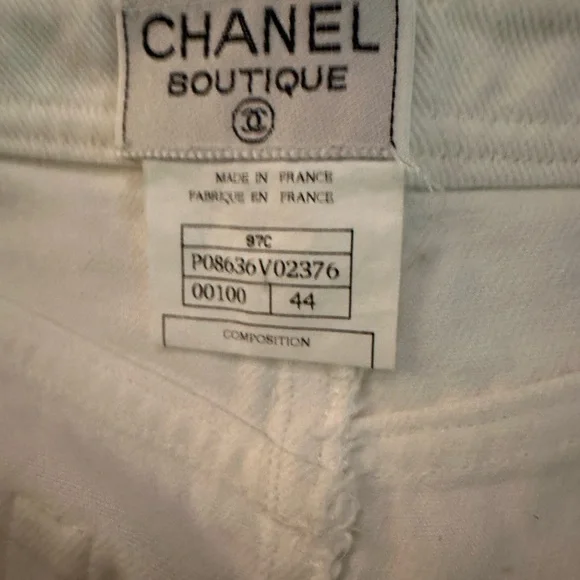 CHANEL
BOUTIQUE
MADE IN FRANCE
FABRIQUE EN FRANCE
97C
P08636V02376
00100 44
COMPOSITION